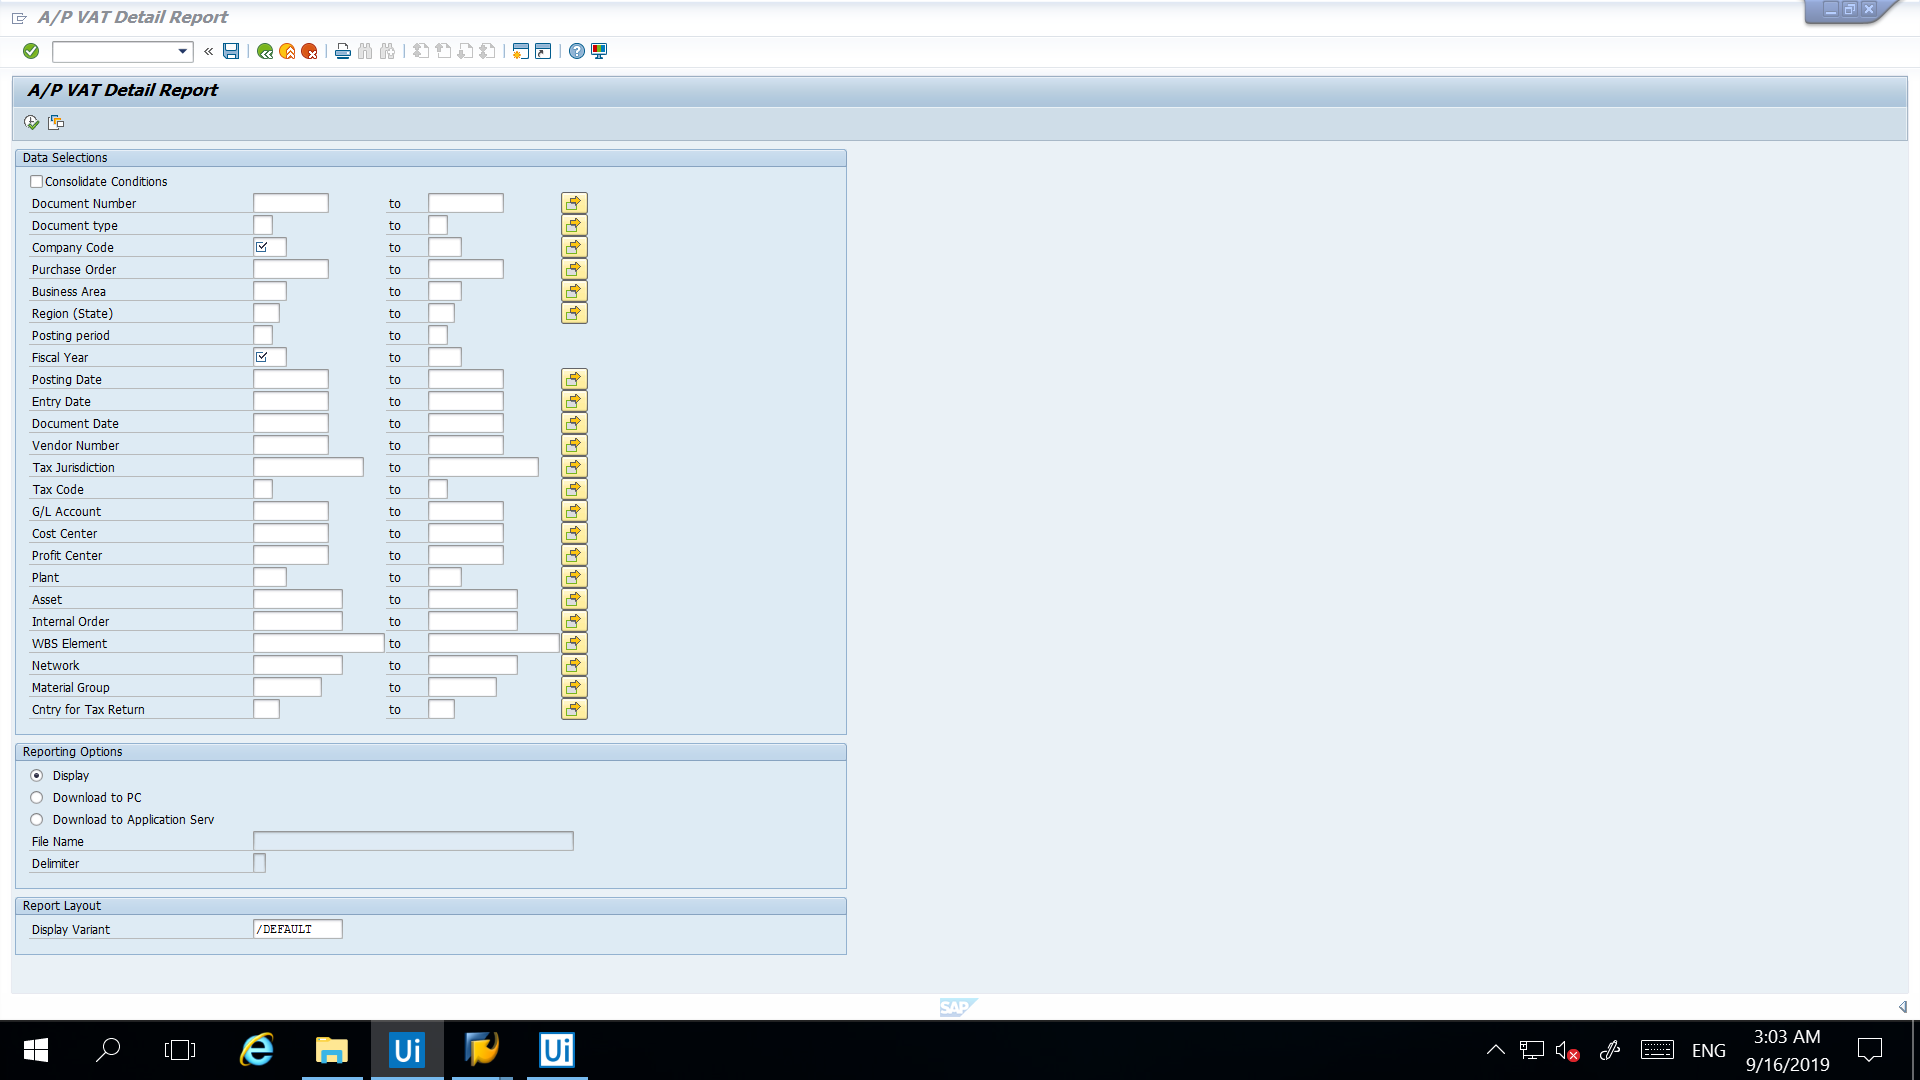 A/P VAT Detail Report
A/P VAT Detail Report
Data Selections
Consolidate Conditions
Document Number to
Document type to
Company Code to
Purchase Order to
Business Area to
Region (State) to
Posting period to
Fiscal Year to
Posting Date to
Entry Date to
Document Date to
Vendor Number to
Tax Jurisdiction to
Tax Code to
G/L Account to
Cost Center to
Profit Center to
Plant to
Asset to
Internal Order to
WBS Element to
Network to
Material Group to
Cntry for Tax Return to
Reporting Options
Display
Download to PC
Download to Application Serv
File Name
Delimiter
Report Layout
Display Variant /DEFAULT
SAP
Ui
Ui
ENG
3:03 AM
9/16/2019